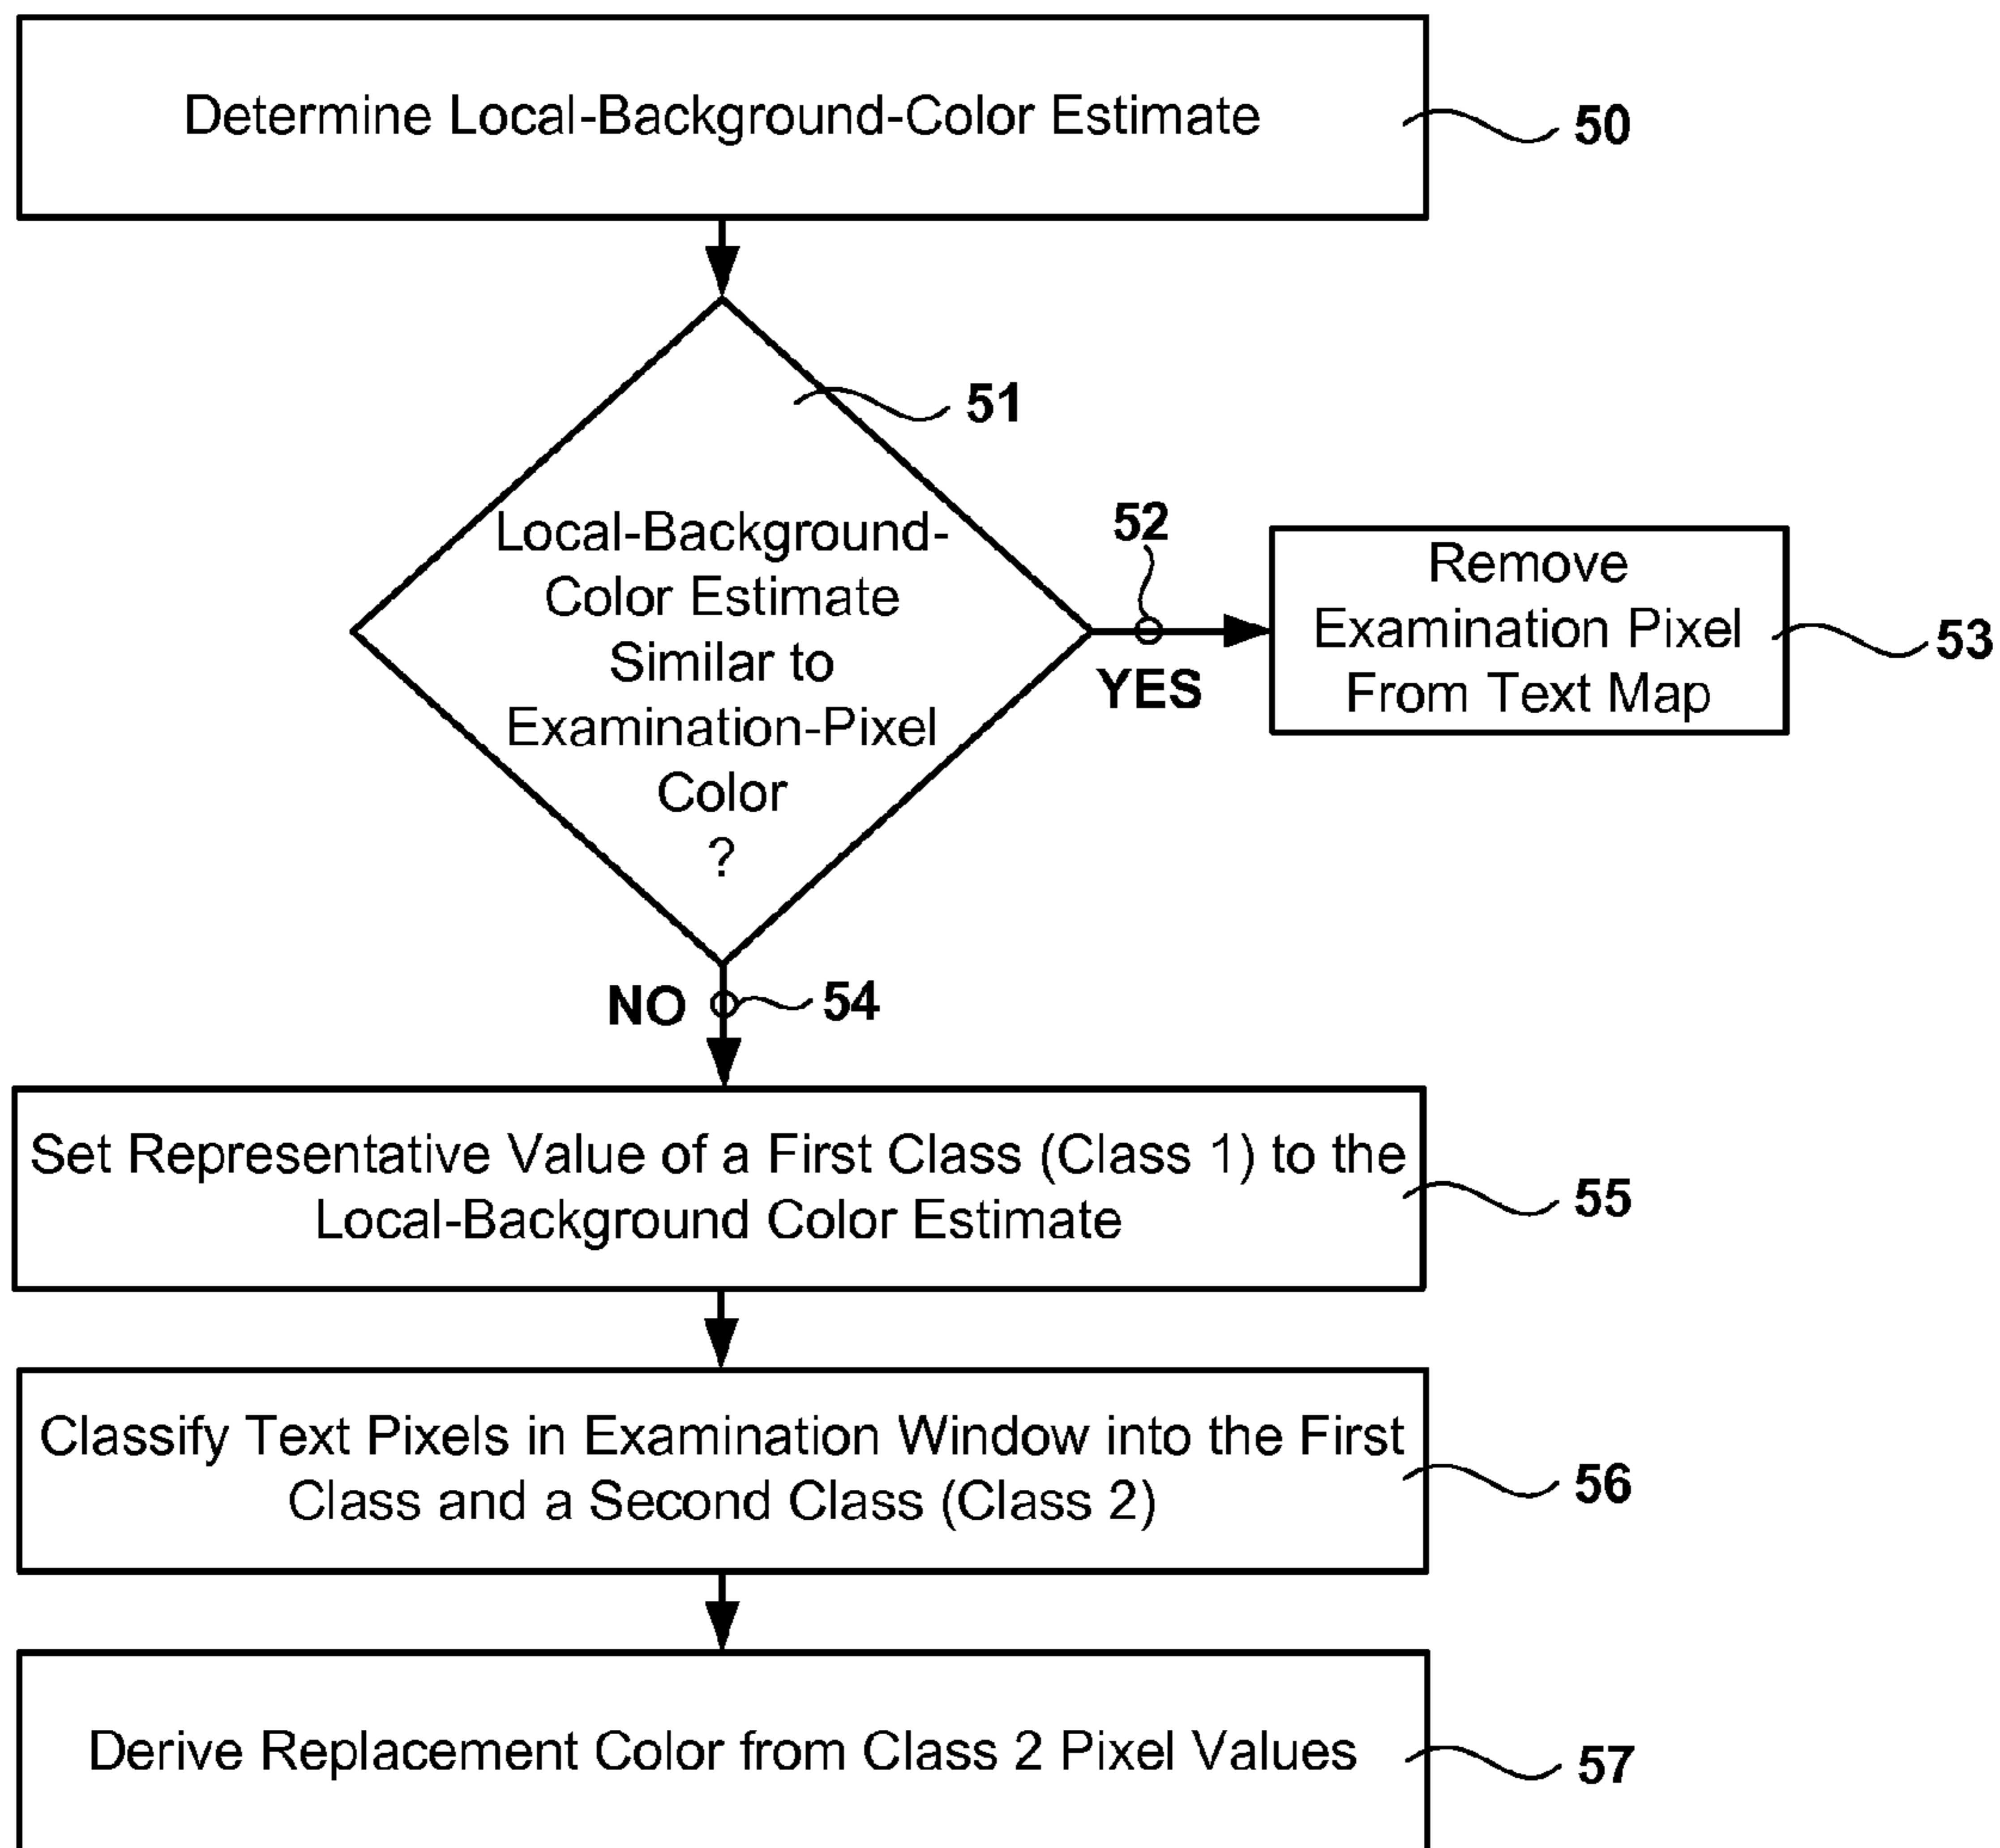 Determine Local-Background-Color Estimate
50
51
Local-Background-
Color Estimate
Similar to
Examination-Pixel
Color
?
52
YES
Remove
Examination Pixel
From Text Map
53
NO
54
Set Representative Value of a First Class (Class 1) to the
Local-Background Color Estimate
55
Classify Text Pixels in Examination Window into the First
Class and a Second Class (Class 2)
56
Derive Replacement Color from Class 2 Pixel Values
57